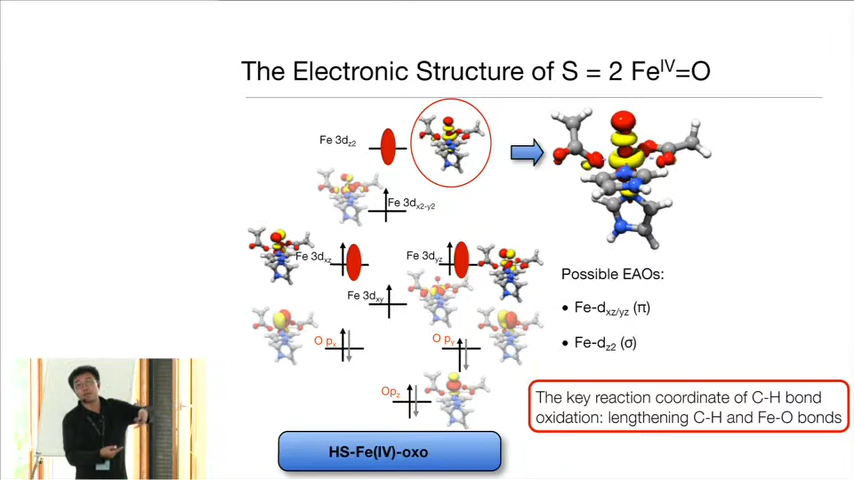 The Electronic Structure of S = 2 Feᴵⱽ=O
Fe 3dz2
Fe 3dx2-y2
Fe 3dxz
Fe 3dyz
Fe 3dxy
O px
O py
Opz
HS-Fe(IV)-oxo
Possible EAOs:
• Fe-dxz/yz (π)
• Fe-dz2 (σ)
The key reaction coordinate of C-H bond
oxidation: lengthening C-H and Fe-O bonds